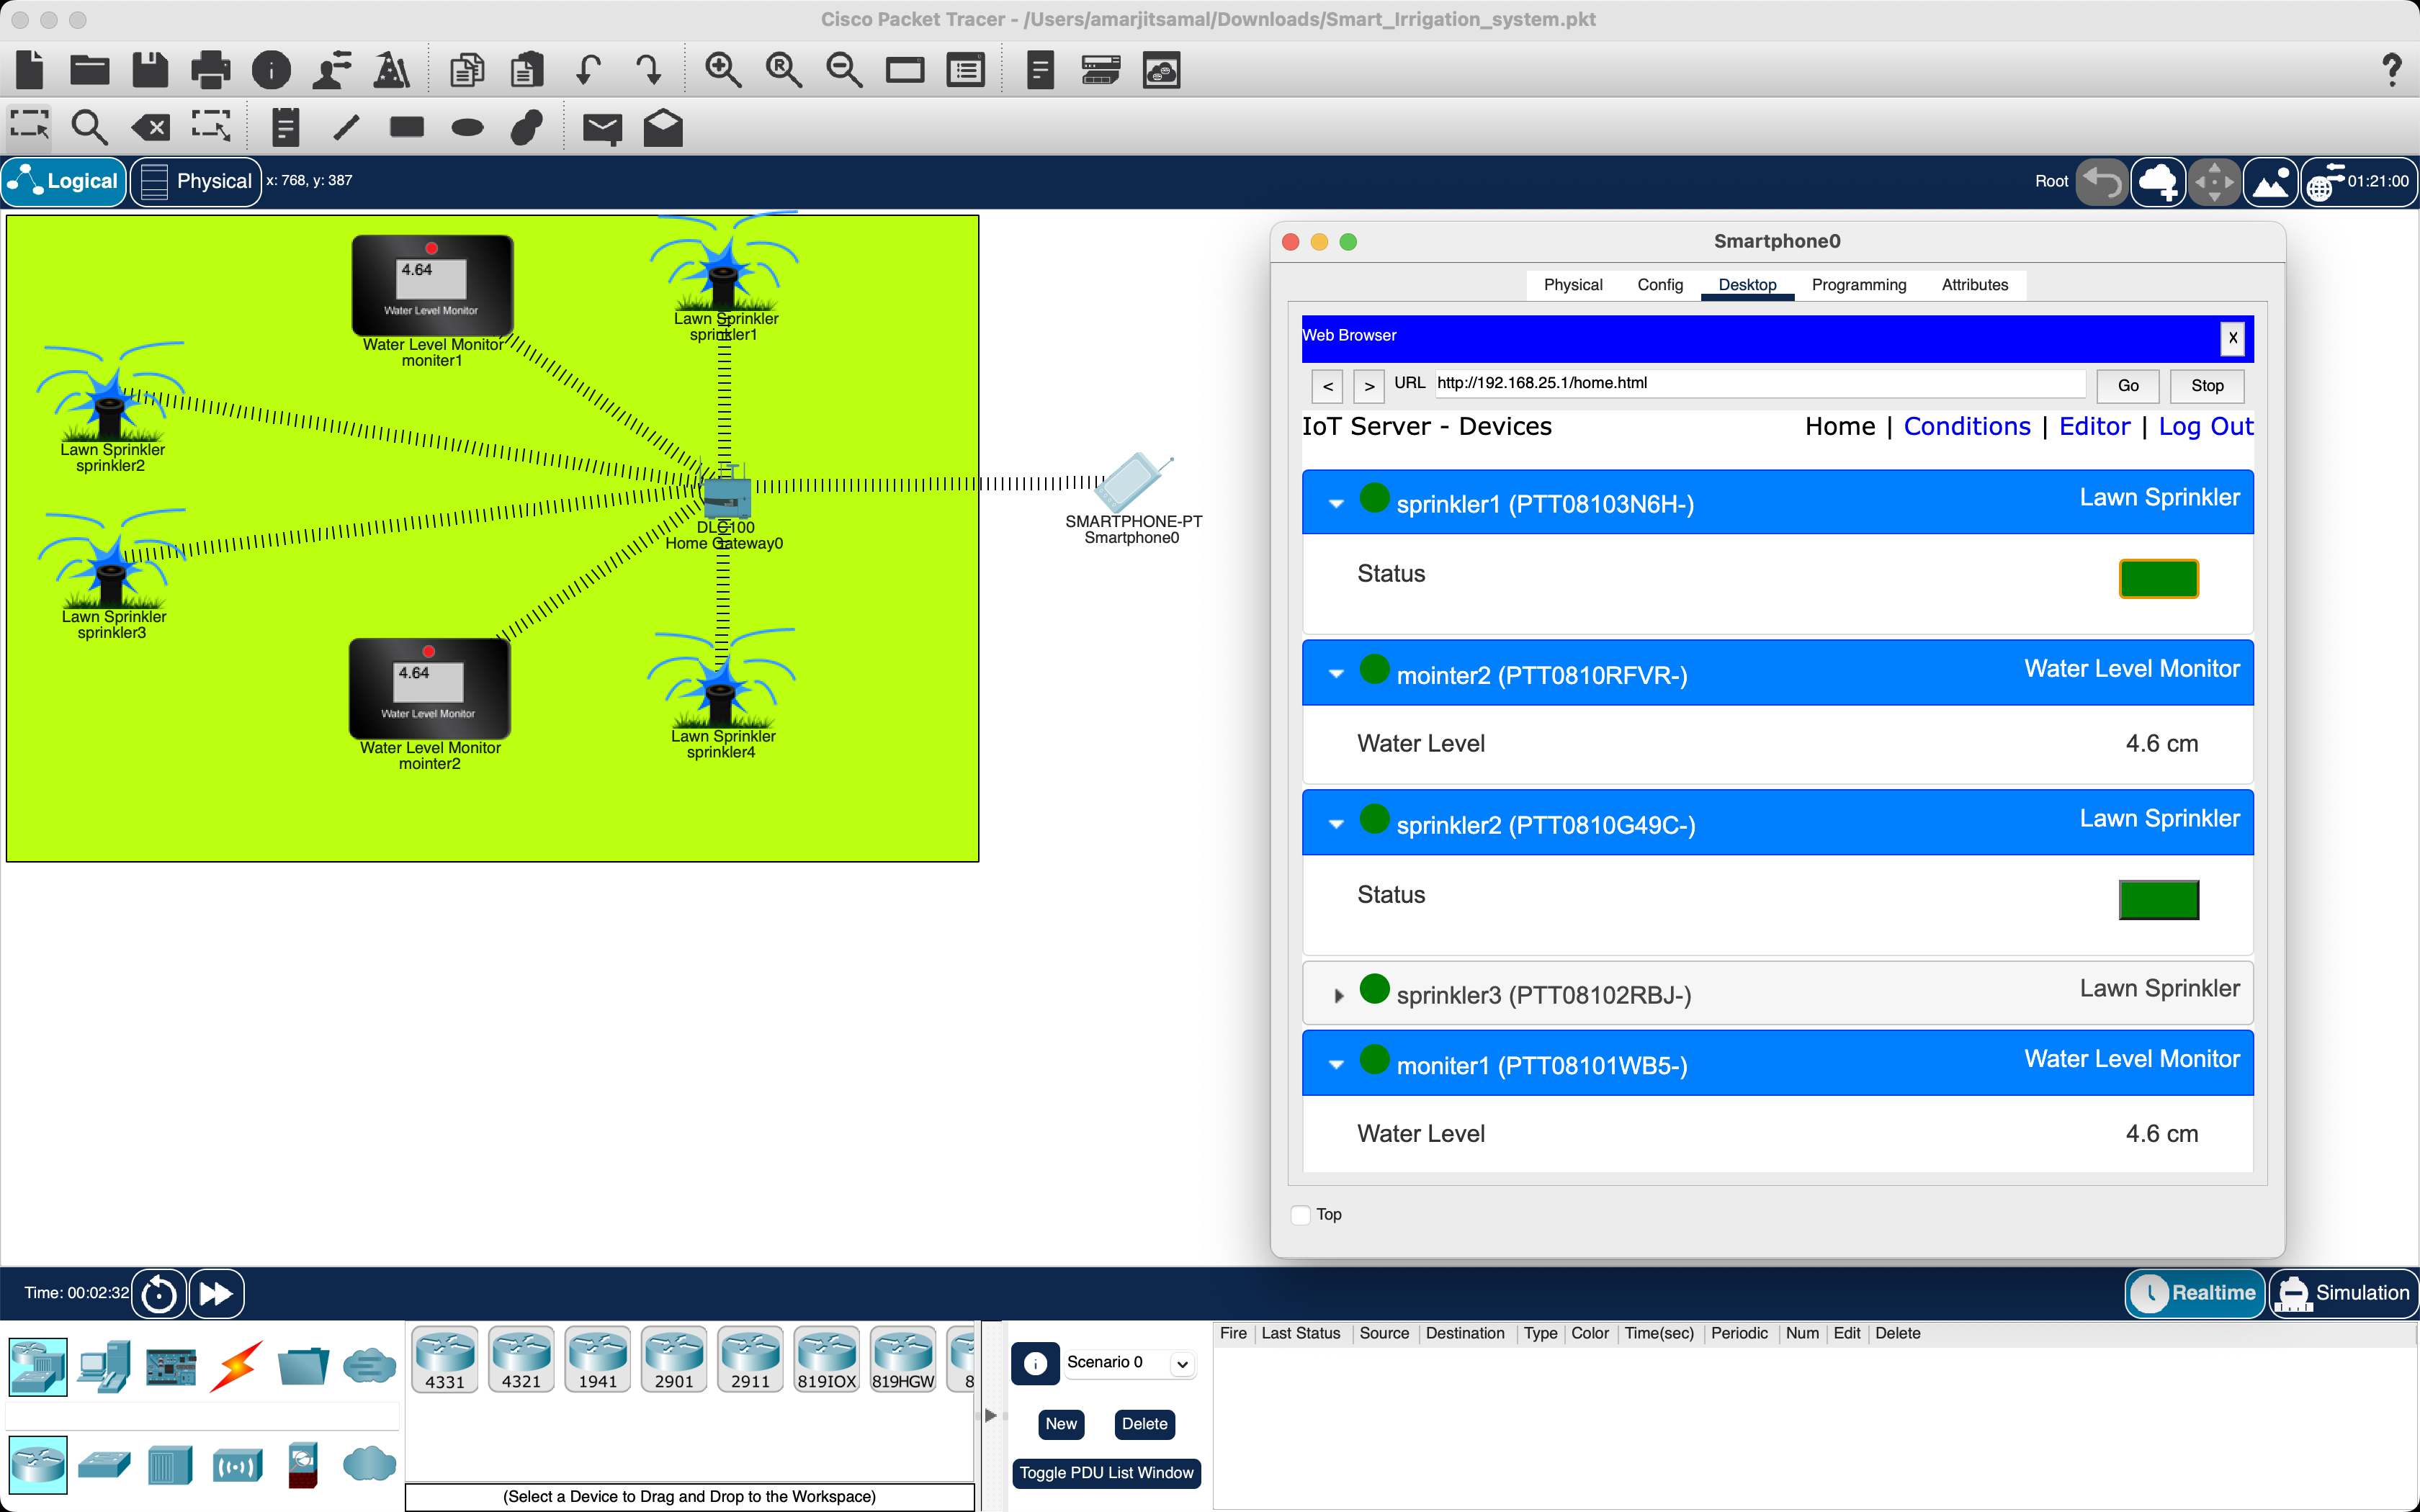 Cisco Packet Tracer - /Users/amarjitsamal/Downloads/Smart_Irrigation_system.pkt
Logical
Physical
x: 768, y: 387
Root
01:21:00
4.64
Water Level Monitor
Water Level Monitor
moniter1
Lawn Sprinkler
sprinkler1
Lawn Sprinkler
sprinkler2
DLC100
Home Gateway0
SMARTPHONE-PT
Smartphone0
Lawn Sprinkler
sprinkler3
4.64
Water Level Monitor
Water Level Monitor
mointer2
Lawn Sprinkler
sprinkler4
Smartphone0
Physical Config Desktop Programming Attributes
Web Browser
X
< > URL http://192.168.25.1/home.html Go Stop
IoT Server - Devices
Home | Conditions | Editor | Log Out
sprinkler1 (PTT08103N6H-) Lawn Sprinkler
Status
mointer2 (PTT0810RFVR-) Water Level Monitor
Water Level 4.6 cm
sprinkler2 (PTT0810G49C-) Lawn Sprinkler
Status
sprinkler3 (PTT08102RBJ-) Lawn Sprinkler
moniter1 (PTT08101WB5-) Water Level Monitor
Water Level 4.6 cm
Top
Time: 00:02:32
Realtime
Simulation
4331 4321 1941 2901 2911 819IOX 819HGW 8
(Select a Device to Drag and Drop to the Workspace)
Scenario 0
New Delete
Toggle PDU List Window
Fire Last Status Source Destination Type Color Time(sec) Periodic Num Edit Delete